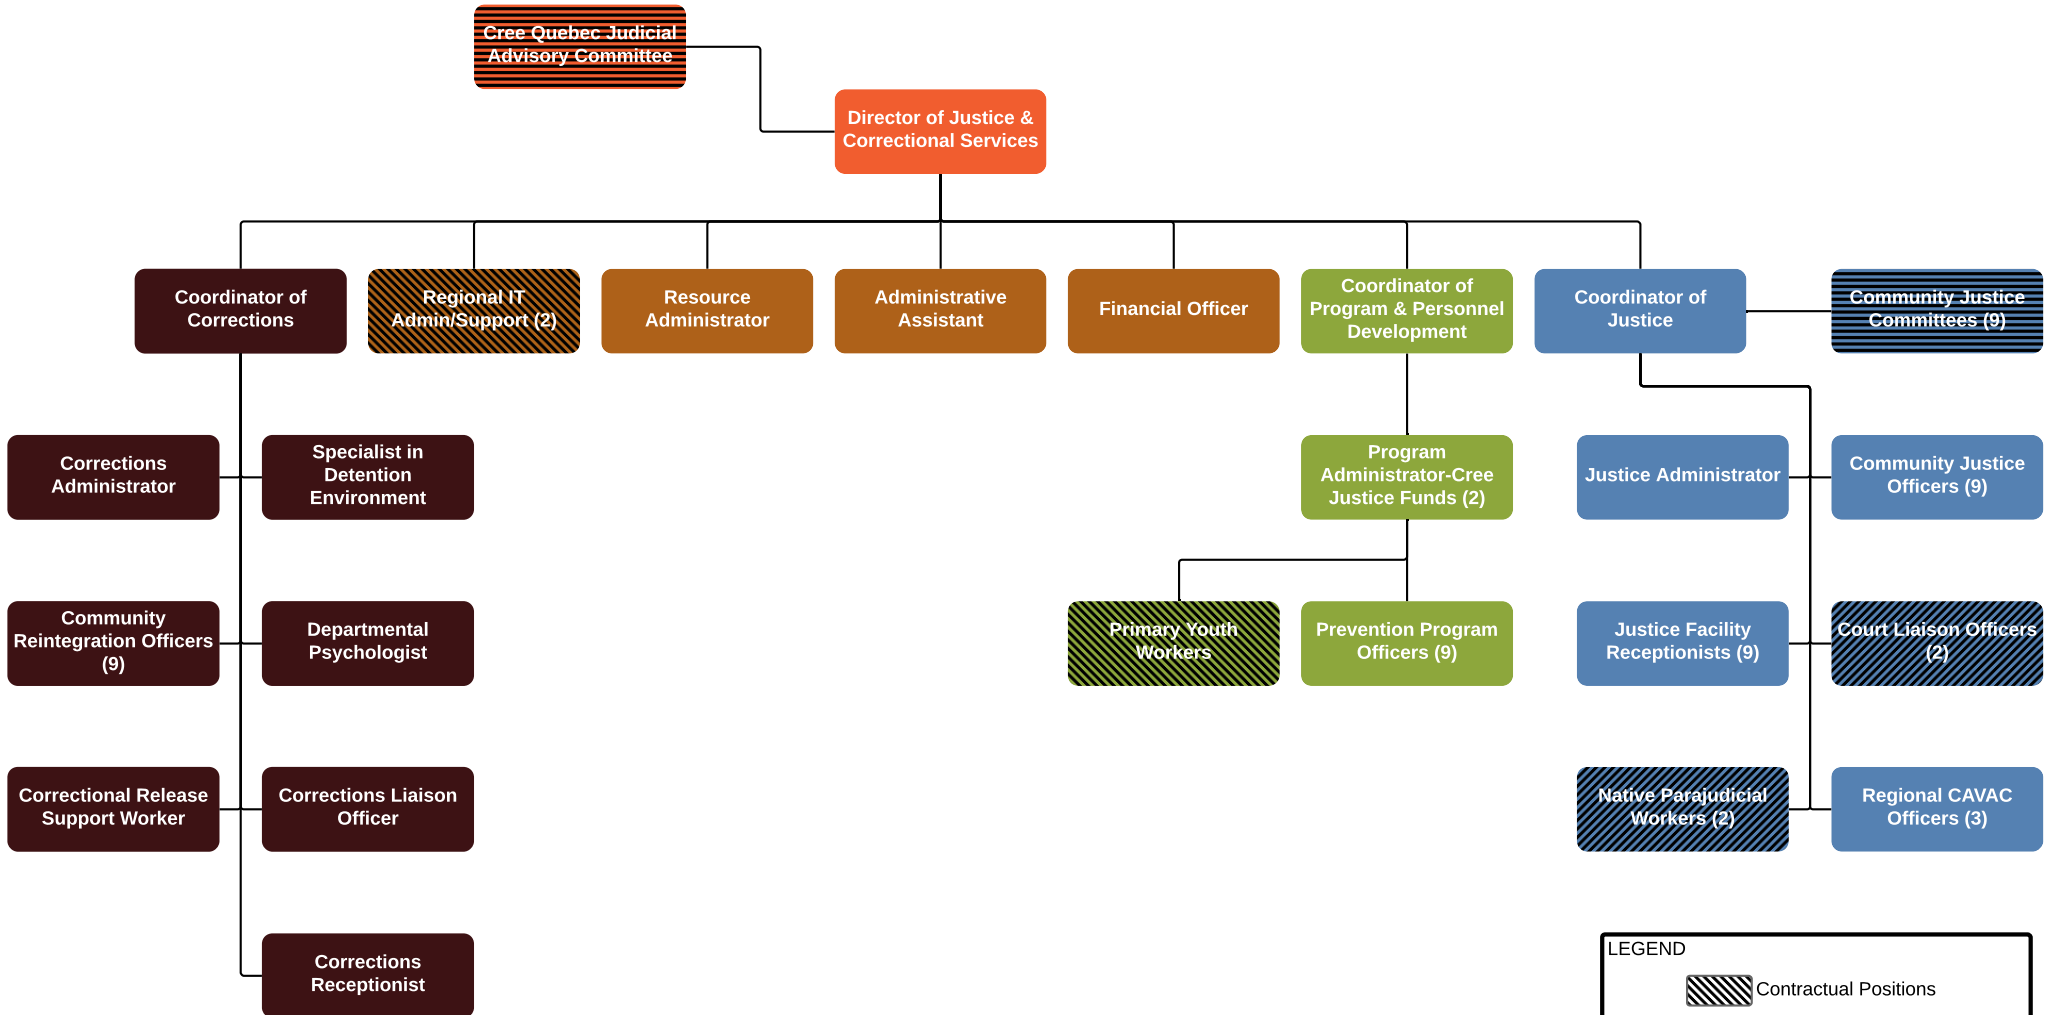 Cree Quebec Judicial
Advisory Committee
Director of Justice &
Correctional Services
Coordinator of
Corrections
Regional IT
Admin/Support (2)
Resource
Administrator
Administrative
Assistant
Financial Officer
Coordinator of
Program & Personnel
Development
Coordinator of
Justice
Community Justice
Committees (9)
Corrections
Administrator
Specialist in
Detention
Environment
Program
Administrator-Cree
Justice Funds (2)
Justice Administrator
Community Justice
Officers (9)
Community
Reintegration Officers
(9)
Departmental
Psychologist
Primary Youth
Workers
Prevention Program
Officers (9)
Justice Facility
Receptionists (9)
Court Liaison Officers
(2)
Correctional Release
Support Worker
Corrections Liaison
Officer
Native Parajudicial
Workers (2)
Regional CAVAC
Officers (3)
Corrections
Receptionist
LEGEND
Contractual Positions